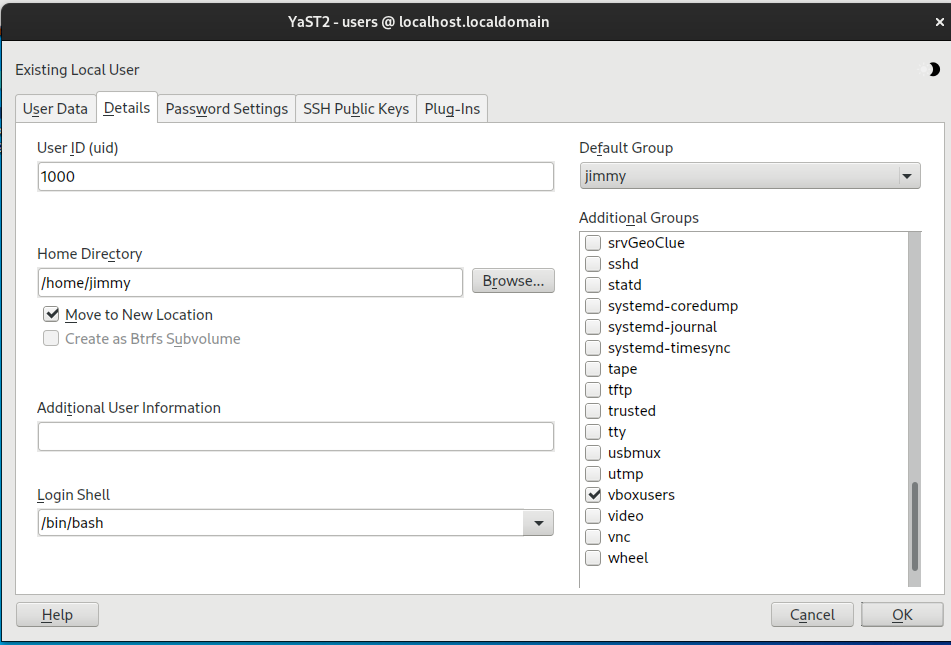 YaST2 - users @ localhost.localdomain
Existing Local User
User Data
Details
Password Settings
SSH Public Keys
Plug-Ins
User ID (uid)
1000
Home Directory
/home/jimmy
Browse...
Move to New Location
Create as Btrfs Subvolume
Additional User Information
Login Shell
/bin/bash
Default Group
jimmy
Additional Groups
srvGeoClue
sshd
statd
systemd-coredump
systemd-journal
systemd-timesync
tape
tftp
trusted
tty
usbmux
utmp
vboxusers
video
vnc
wheel
Help
Cancel
OK